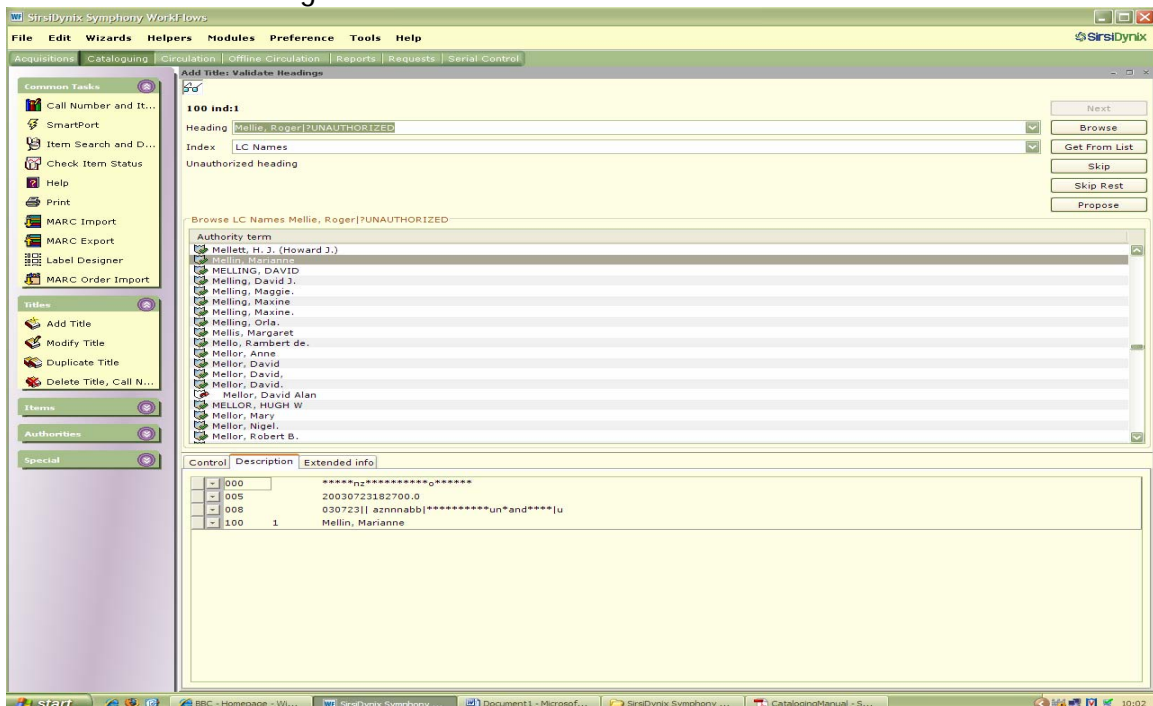 SirsiDynix Symphony WorkFlows
File Edit Wizards Helpers Modules Preference Tools Help
SirsiDynix
Acquisitions Cataloguing Circulation Offline Circulation Reports Requests Serial Control
Add Title: Validate Headings
Common Tasks
Call Number and It...
SmartPort
Item Search and D...
Check Item Status
Help
Print
MARC Import
MARC Export
Label Designer
MARC Order Import
Titles
Add Title
Modify Title
Duplicate Title
Delete Title, Call N...
Items
Authorities
Special
100 ind:1
Heading Mellie, Roger|?UNAUTHORIZED
Index LC Names
Unauthorized heading
Next
Browse
Get From List
Skip
Skip Rest
Propose
Browse LC Names Mellie, Roger|?UNAUTHORIZED
Authority term
Mellett, H. J. (Howard J.)
Mellin, Marianne
MELLING, DAVID
Melling, David J.
Melling, Maggie.
Melling, Maxine
Melling, Maxine.
Melling, Orla.
Mellis, Margaret
Mello, Rambert de.
Mellor, Anne
Mellor, David
Mellor, David,
Mellor, David.
Mellor, David Alan
MELLOR, HUGH W
Mellor, Mary
Mellor, Nigel.
Mellor, Robert B.
Control Description Extended info
000 *****nz**********o******
005 20030723182700.0
008 030723|| aznnnabb|**********un*and****|u
100 1 Mellin, Marianne
start BBC - Homepage - Wi... SirsiDynix Symphony ... Document1 - Microsof... SirsiDynix Symphony ... CatalogingManual - S... 10:02